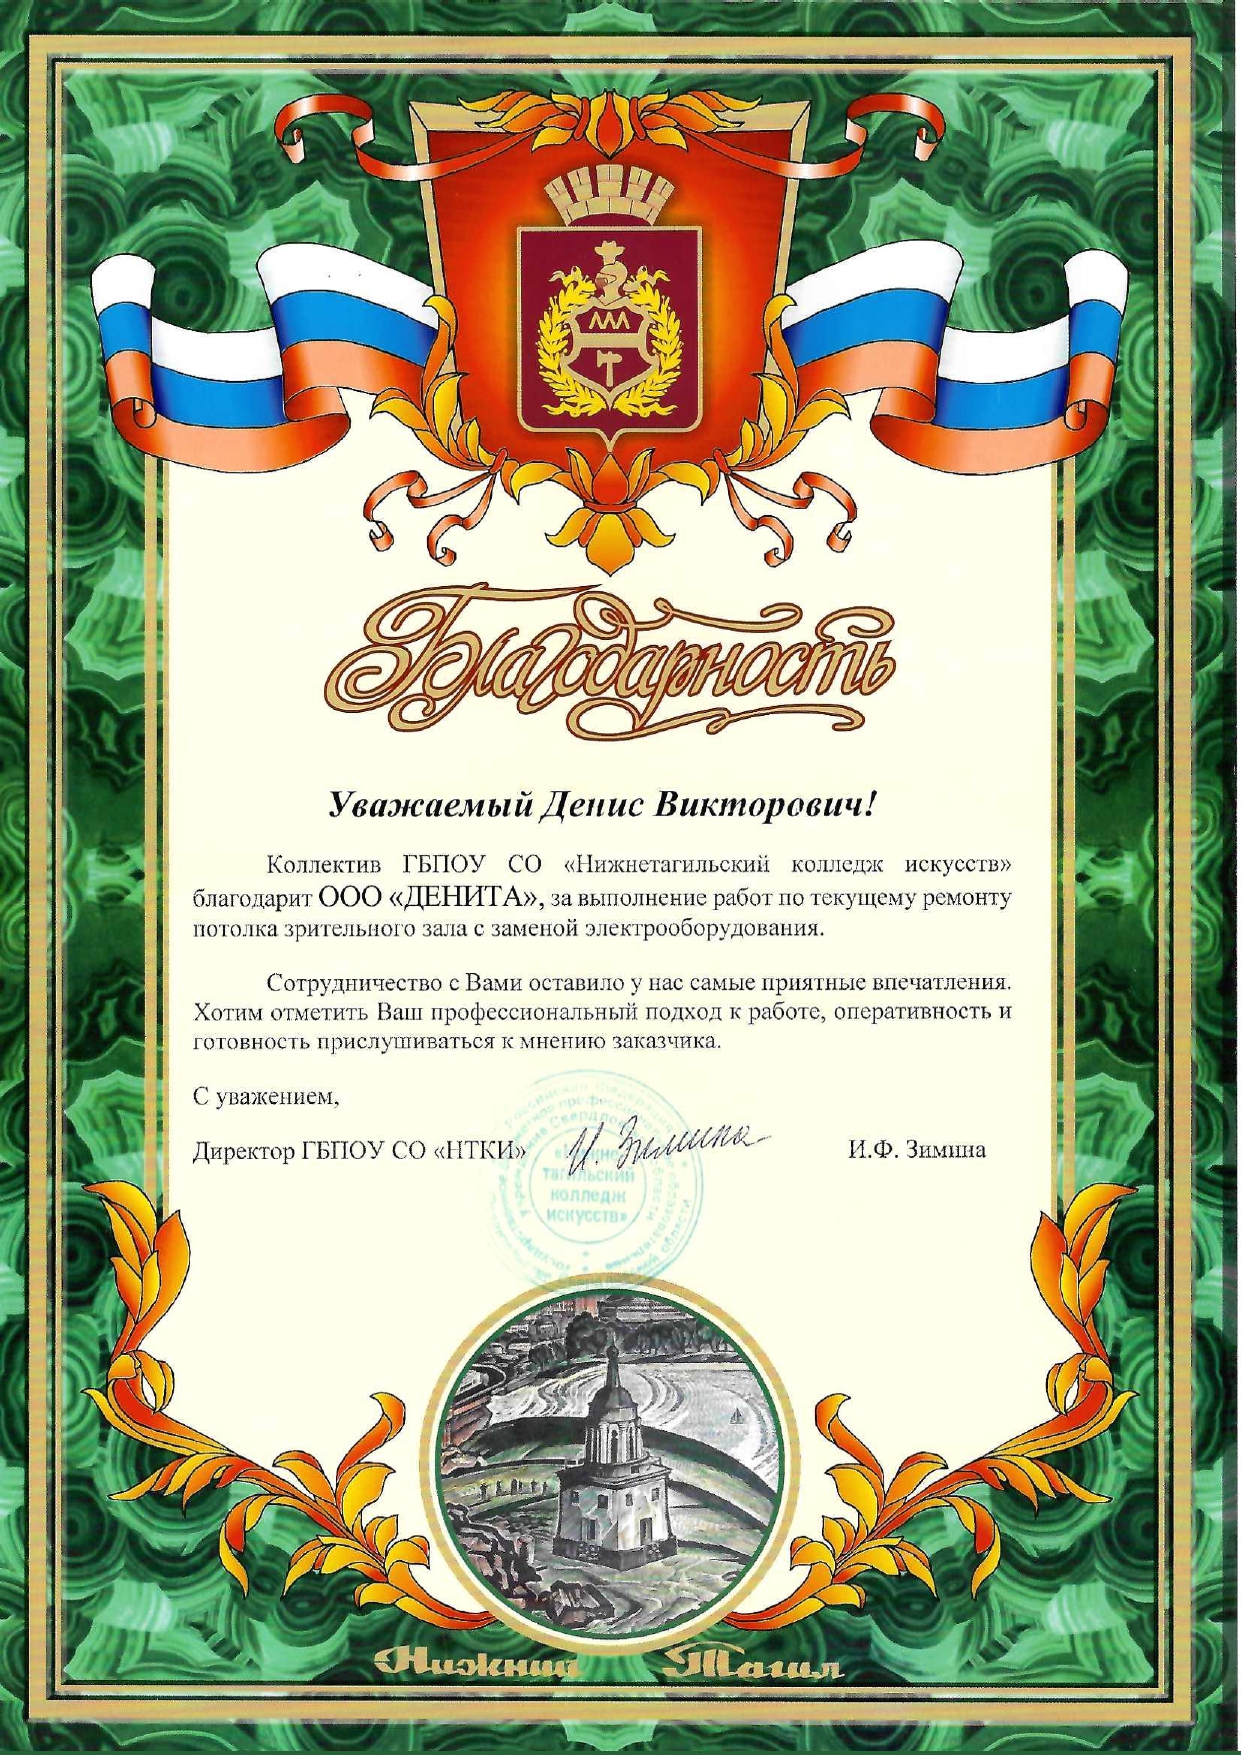 Благодарность
Уважаемый Денис Викторович!
Коллектив ГБПОУ СО «Нижнетагильский колледж искусств»
благодарит ООО «ДЕНИТА», за выполнение работ по текущему ремонту
потолка зрительного зала с заменой электрооборудования.
Сотрудничество с Вами оставило у нас самые приятные впечатления.
Хотим отметить Ваш профессиональный подход к работе, оперативность и
готовность прислушиваться к мнению заказчика.
С уважением,
Директор ГБПОУ СО «НТКИ» И. Зимина И.Ф. Зимина
тагильский
колледж
искусств»
Нижний Тагил